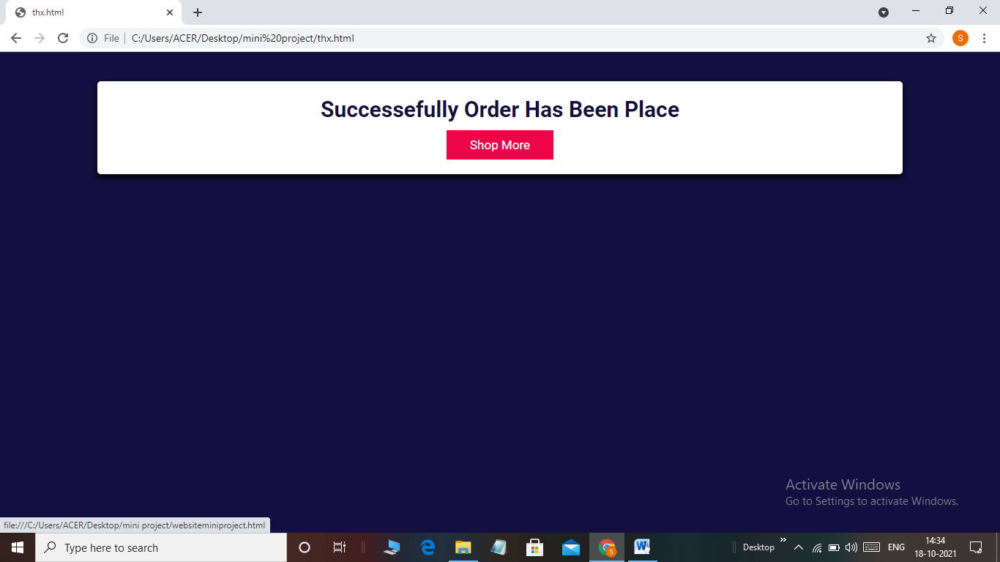 thx.html
File
C:/Users/ACER/Desktop/mini%20project/thx.html
S
Successefully Order Has Been Place
Shop More
Activate Windows
Go to Settings to activate Windows.
file:///C:/Users/ACER/Desktop/mini project/websiteminiproject.html
Type here to search
S
W
Desktop
ENG
14:34
18-10-2021